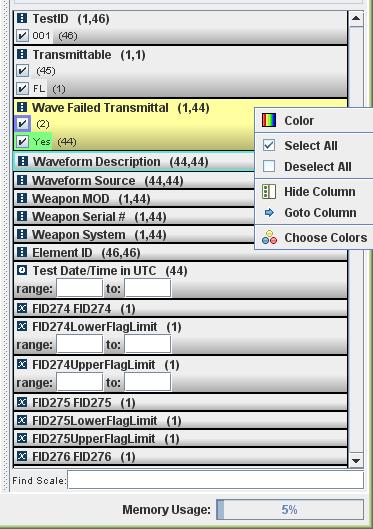 TestID (1,46)
001 (46)
Transmittable (1,1)
(45)
FL (1)
Wave Failed Transmittal (1,44)
(2)
Yes (44)
Color
Select All
Deselect All
Hide Column
Goto Column
Choose Colors
Waveform Description (44,44)
Waveform Source (44,44)
Weapon MOD (1,44)
Weapon Serial # (1,44)
Weapon System (1,44)
Element ID (46,46)
Test Date/Time in UTC (44)
range: to:
FID274 FID274 (1)
FID274LowerFlagLimit (1)
range: to:
FID274UpperFlagLimit (1)
range: to:
FID275 FID275 (1)
FID275LowerFlagLimit (1)
FID275UpperFlagLimit (1)
FID276 FID276 (1)
Find Scale:
Memory Usage: 5%